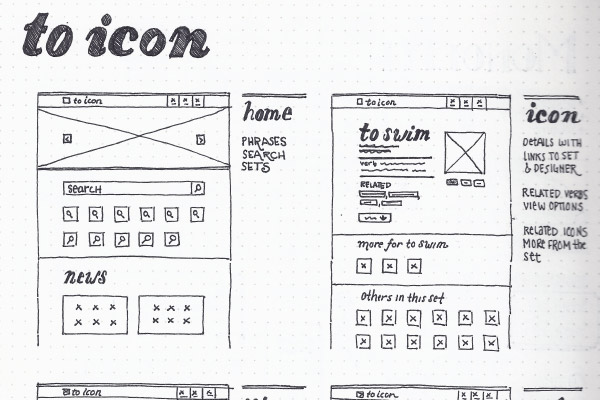 to icon
to icon
home
PHRASES
SEARCH
SETS
search
news
to icon
to swim
verb
RELATED
more for to swim
others in this set
icon
DETAILS WITH
LINKS TO SET
& DESIGNER
RELATED VERBS
VIEW OPTIONS
RELATED ICONS
MORE FROM the
set
to icon
to icon